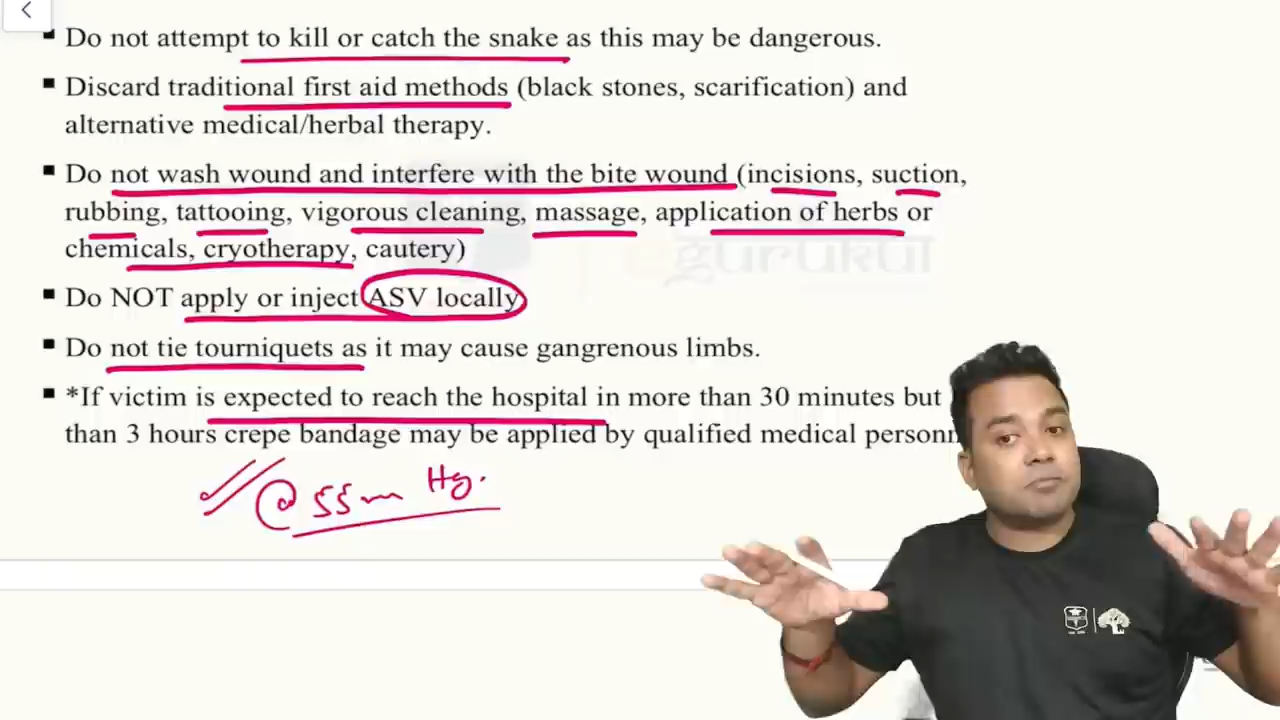 ▪ Do not attempt to kill or catch the snake as this may be dangerous.
▪ Discard traditional first aid methods (black stones, scarification) and
alternative medical/herbal therapy.
▪ Do not wash wound and interfere with the bite wound (incisions, suction,
rubbing, tattooing, vigorous cleaning, massage, application of herbs or
chemicals, cryotherapy, cautery)
egurukul
▪ Do NOT apply or inject ASV locally
▪ Do not tie tourniquets as it may cause gangrenous limbs.
▪ *If victim is expected to reach the hospital in more than 30 minutes but
than 3 hours crepe bandage may be applied by qualified medical personn
@ 55m Hg.